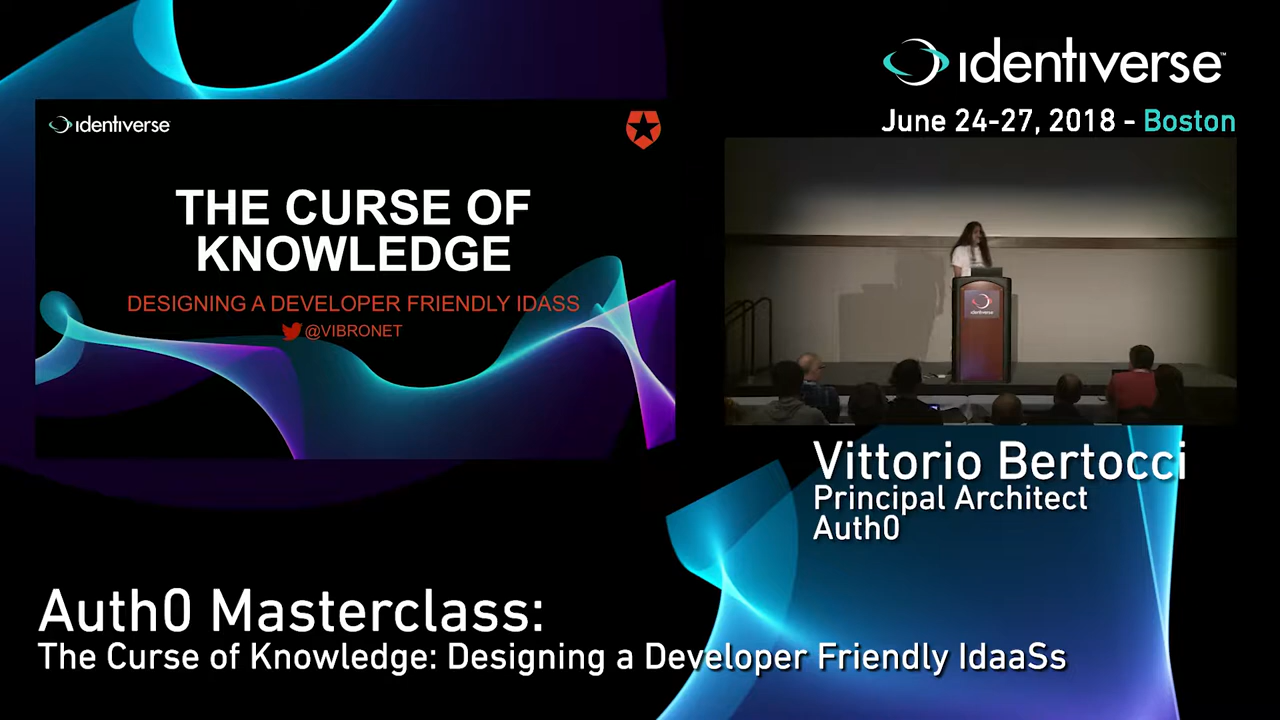 identiverse™
June 24-27, 2018 - Boston
identiverse
THE CURSE OF
KNOWLEDGE
DESIGNING A DEVELOPER FRIENDLY IDASS
@VIBRONET
identiverse
Vittorio Bertocci
Principal Architect
Auth0
Auth0 Masterclass:
The Curse of Knowledge: Designing a Developer Friendly IdaaSs